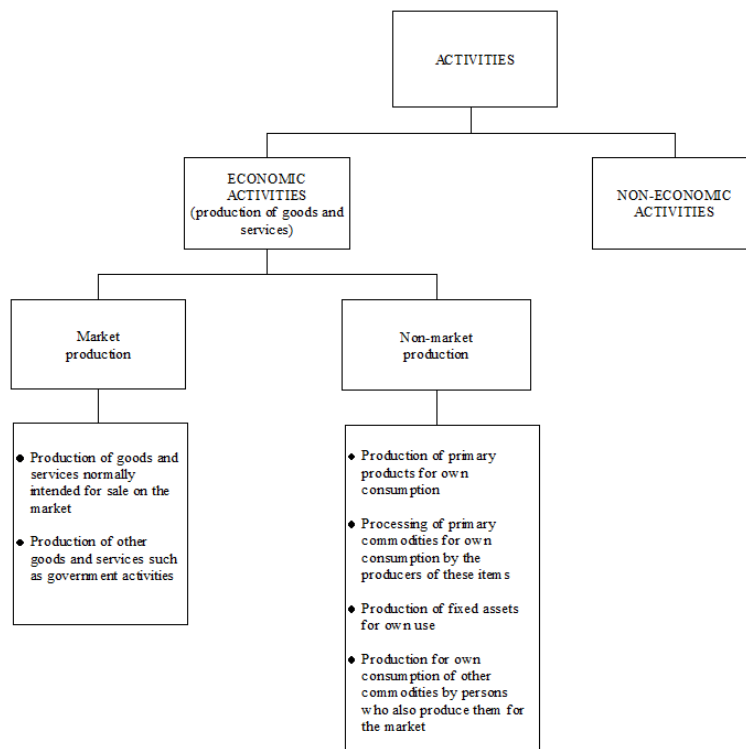 ACTIVITIES
ECONOMIC
ACTIVITIES
(production of goods and
services)
NON-ECONOMIC
ACTIVITIES
Market
production
Non-market
production
● Production of goods and
services normally
intended for sale on the
market
● Production of other
goods and services such
as government activities
● Production of primary
products for own
consumption
● Processing of primary
commodities for own
consumption by the
producers of these items
● Production of fixed assets
for own use
● Production for own
consumption of other
commodities by persons
who also produce them for
the market